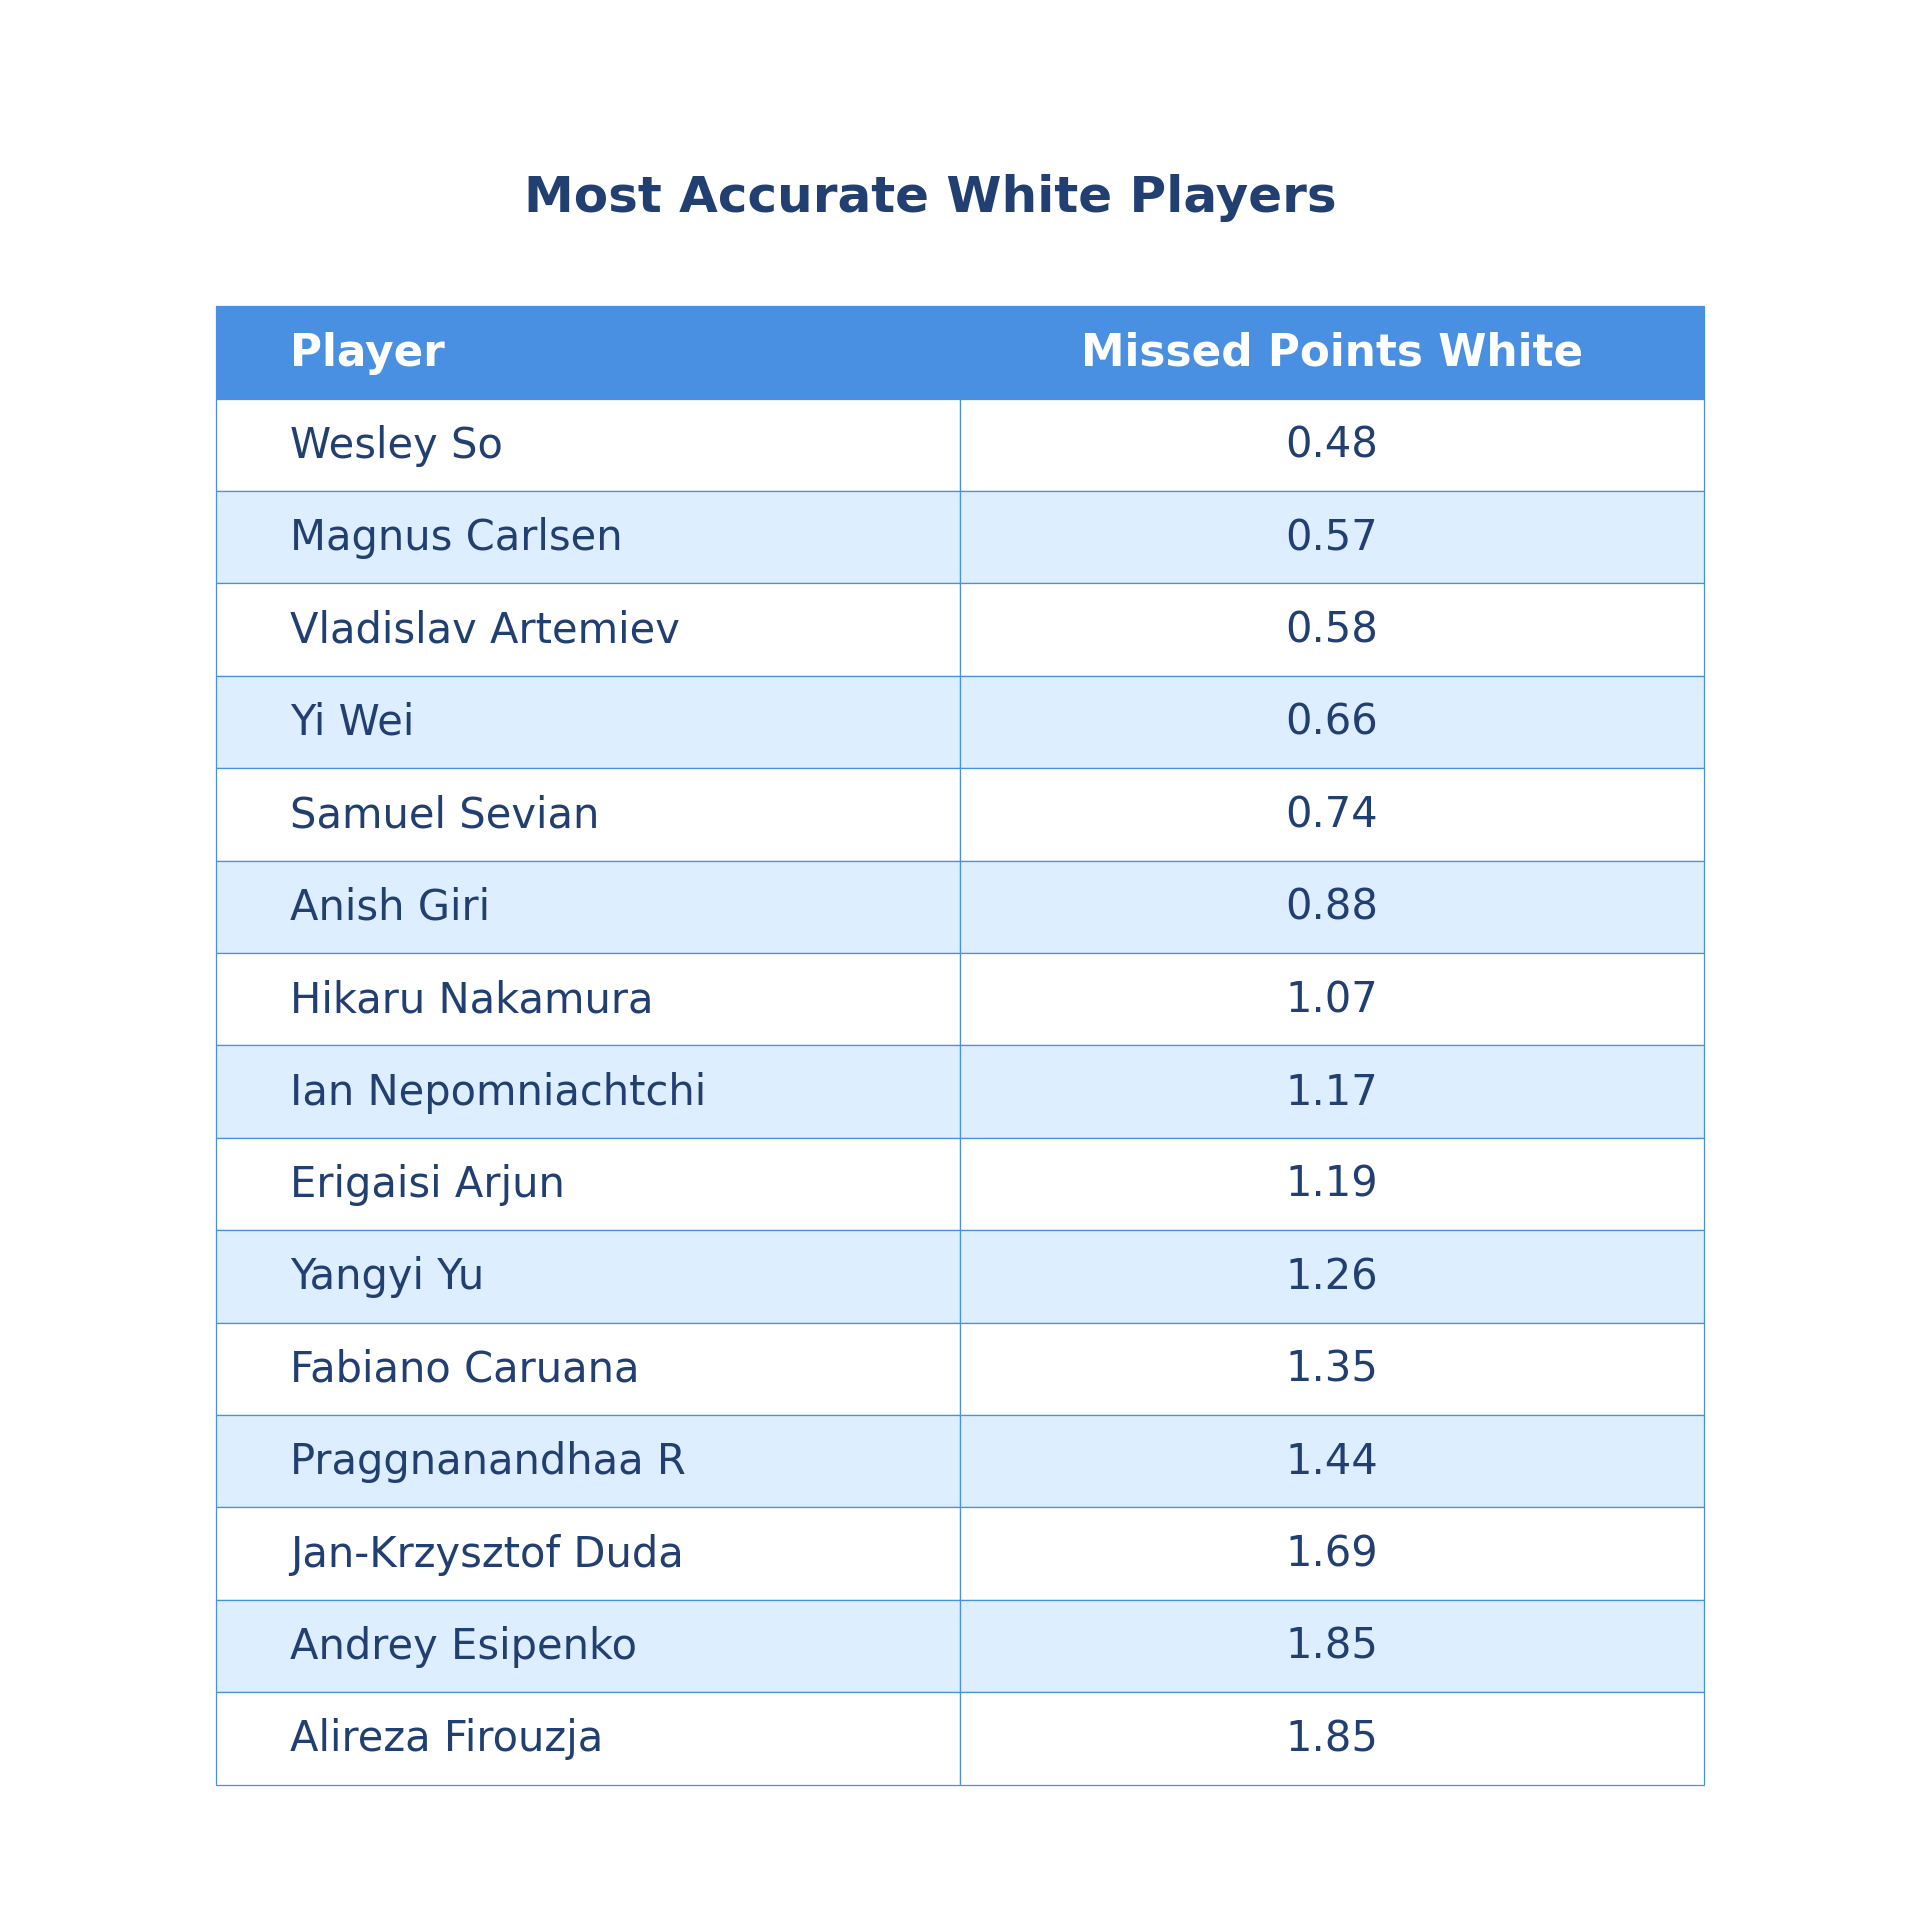 Most Accurate White Players
Player Missed Points White
Wesley So 0.48
Magnus Carlsen 0.57
Vladislav Artemiev 0.58
Yi Wei 0.66
Samuel Sevian 0.74
Anish Giri 0.88
Hikaru Nakamura 1.07
Ian Nepomniachtchi 1.17
Erigaisi Arjun 1.19
Yangyi Yu 1.26
Fabiano Caruana 1.35
Praggnanandhaa R 1.44
Jan-Krzysztof Duda 1.69
Andrey Esipenko 1.85
Alireza Firouzja 1.85